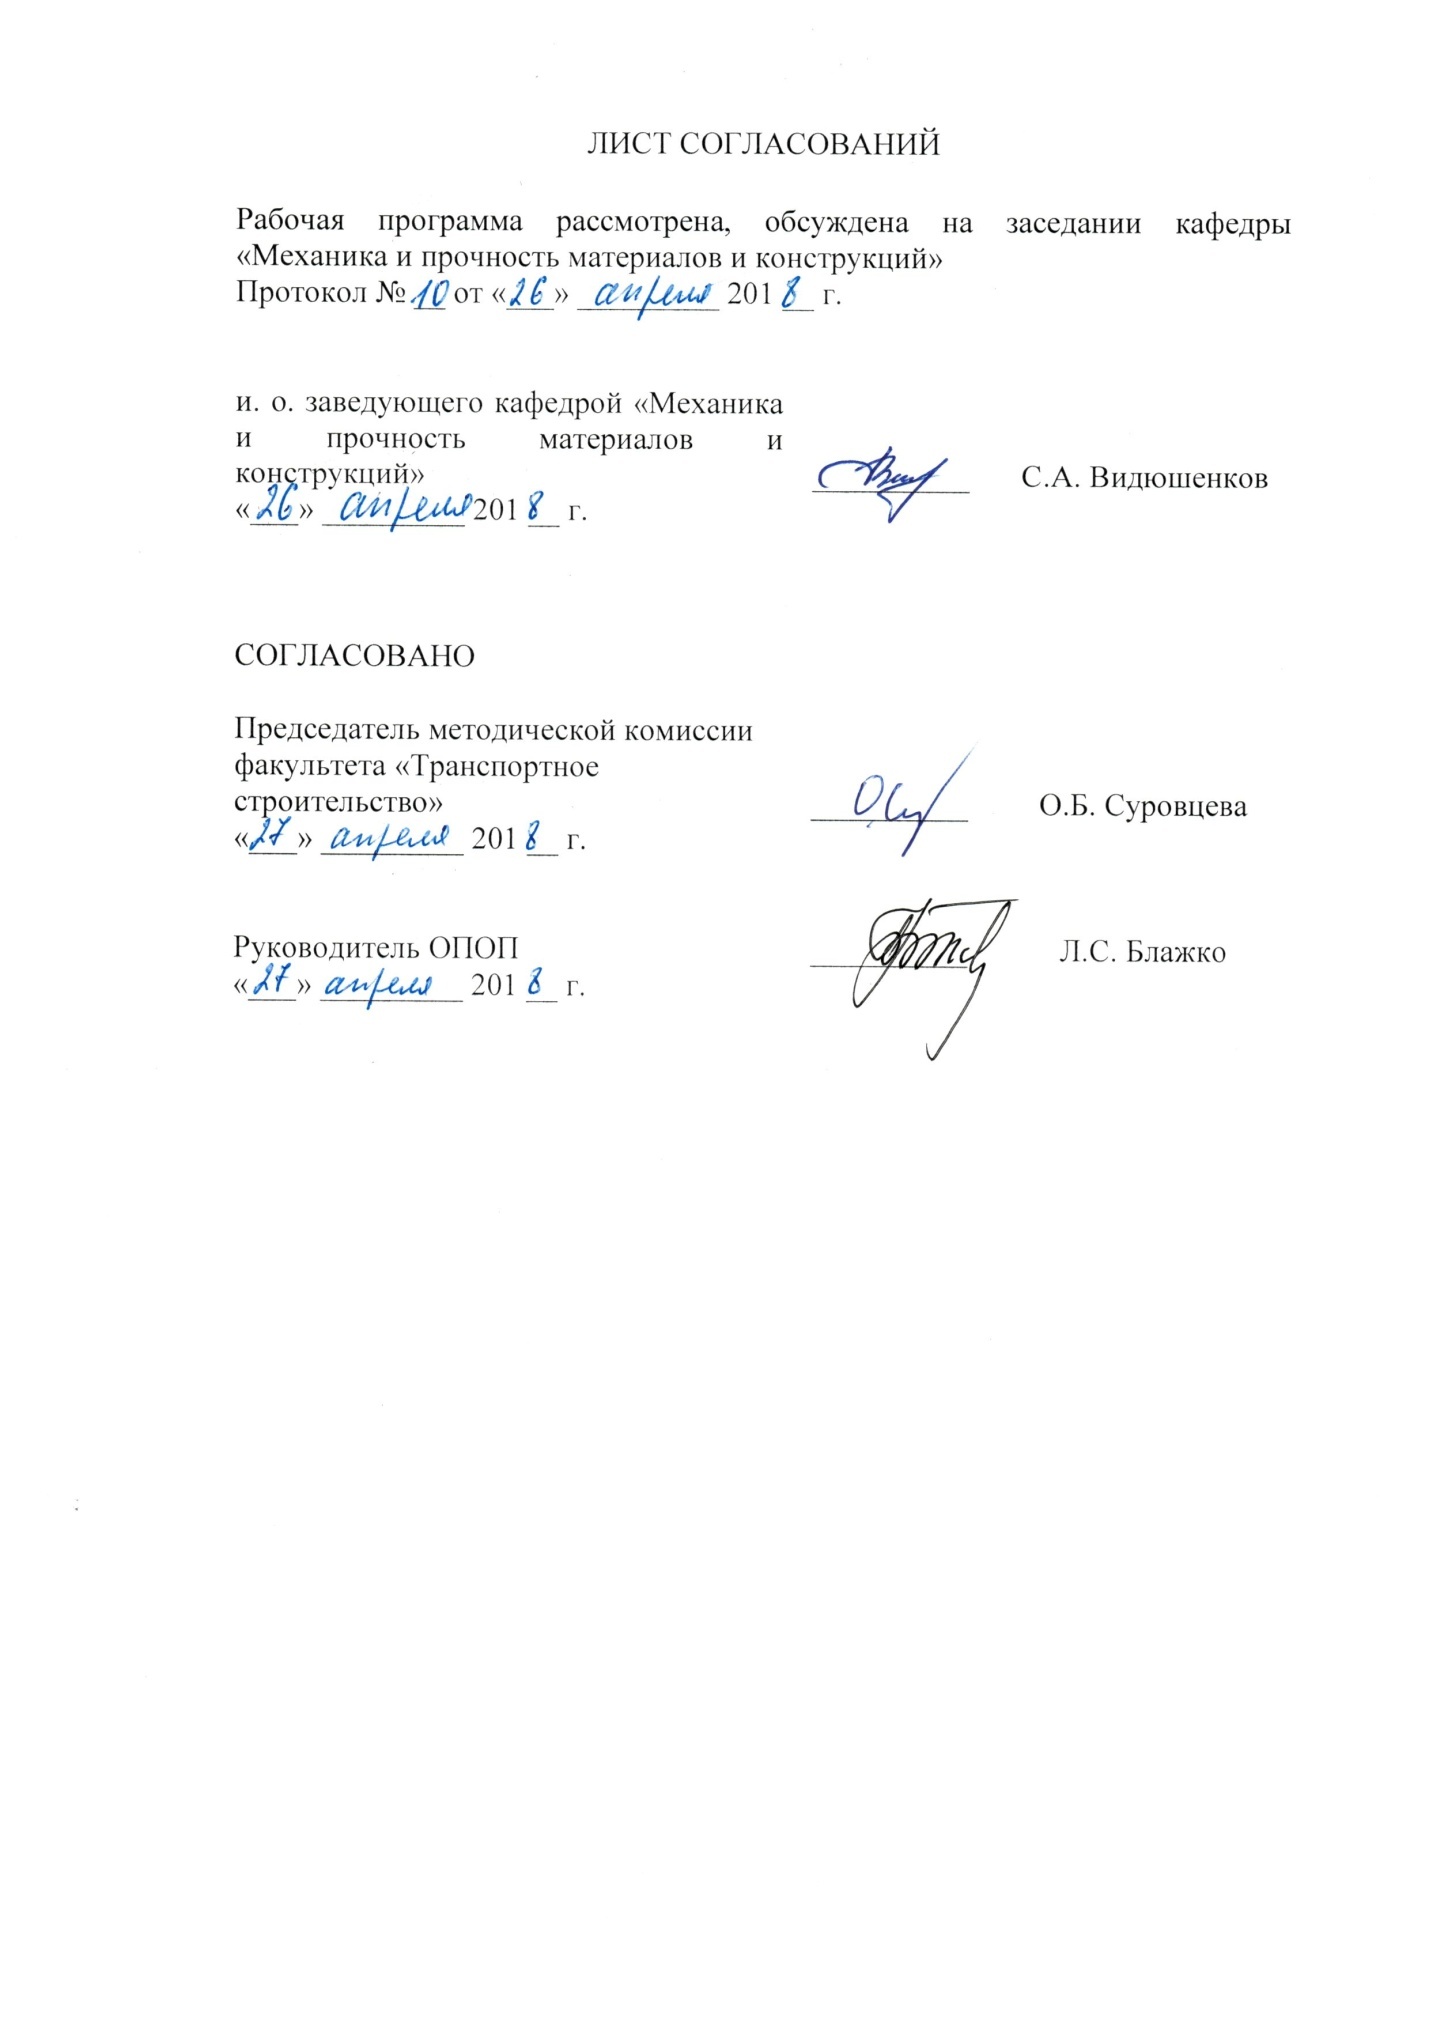 ЛИСТ СОГЛАСОВАНИЙ
Рабочая программа рассмотрена, обсуждена на заседании кафедры
«Механика и прочность материалов и конструкций»
Протокол № 10 от «26» апреля 2018 г.
и. о. заведующего кафедрой «Механика
и прочность материалов и
конструкций»
С.А. Видюшенков
«26» апреля 2018 г.
СОГЛАСОВАНО
Председатель методической комиссии
факультета «Транспортное
строительство»
О.Б. Суровцева
«27» апреля 2018 г.
Руководитель ОПОП
Л.С. Блажко
«27» апреля 2018 г.